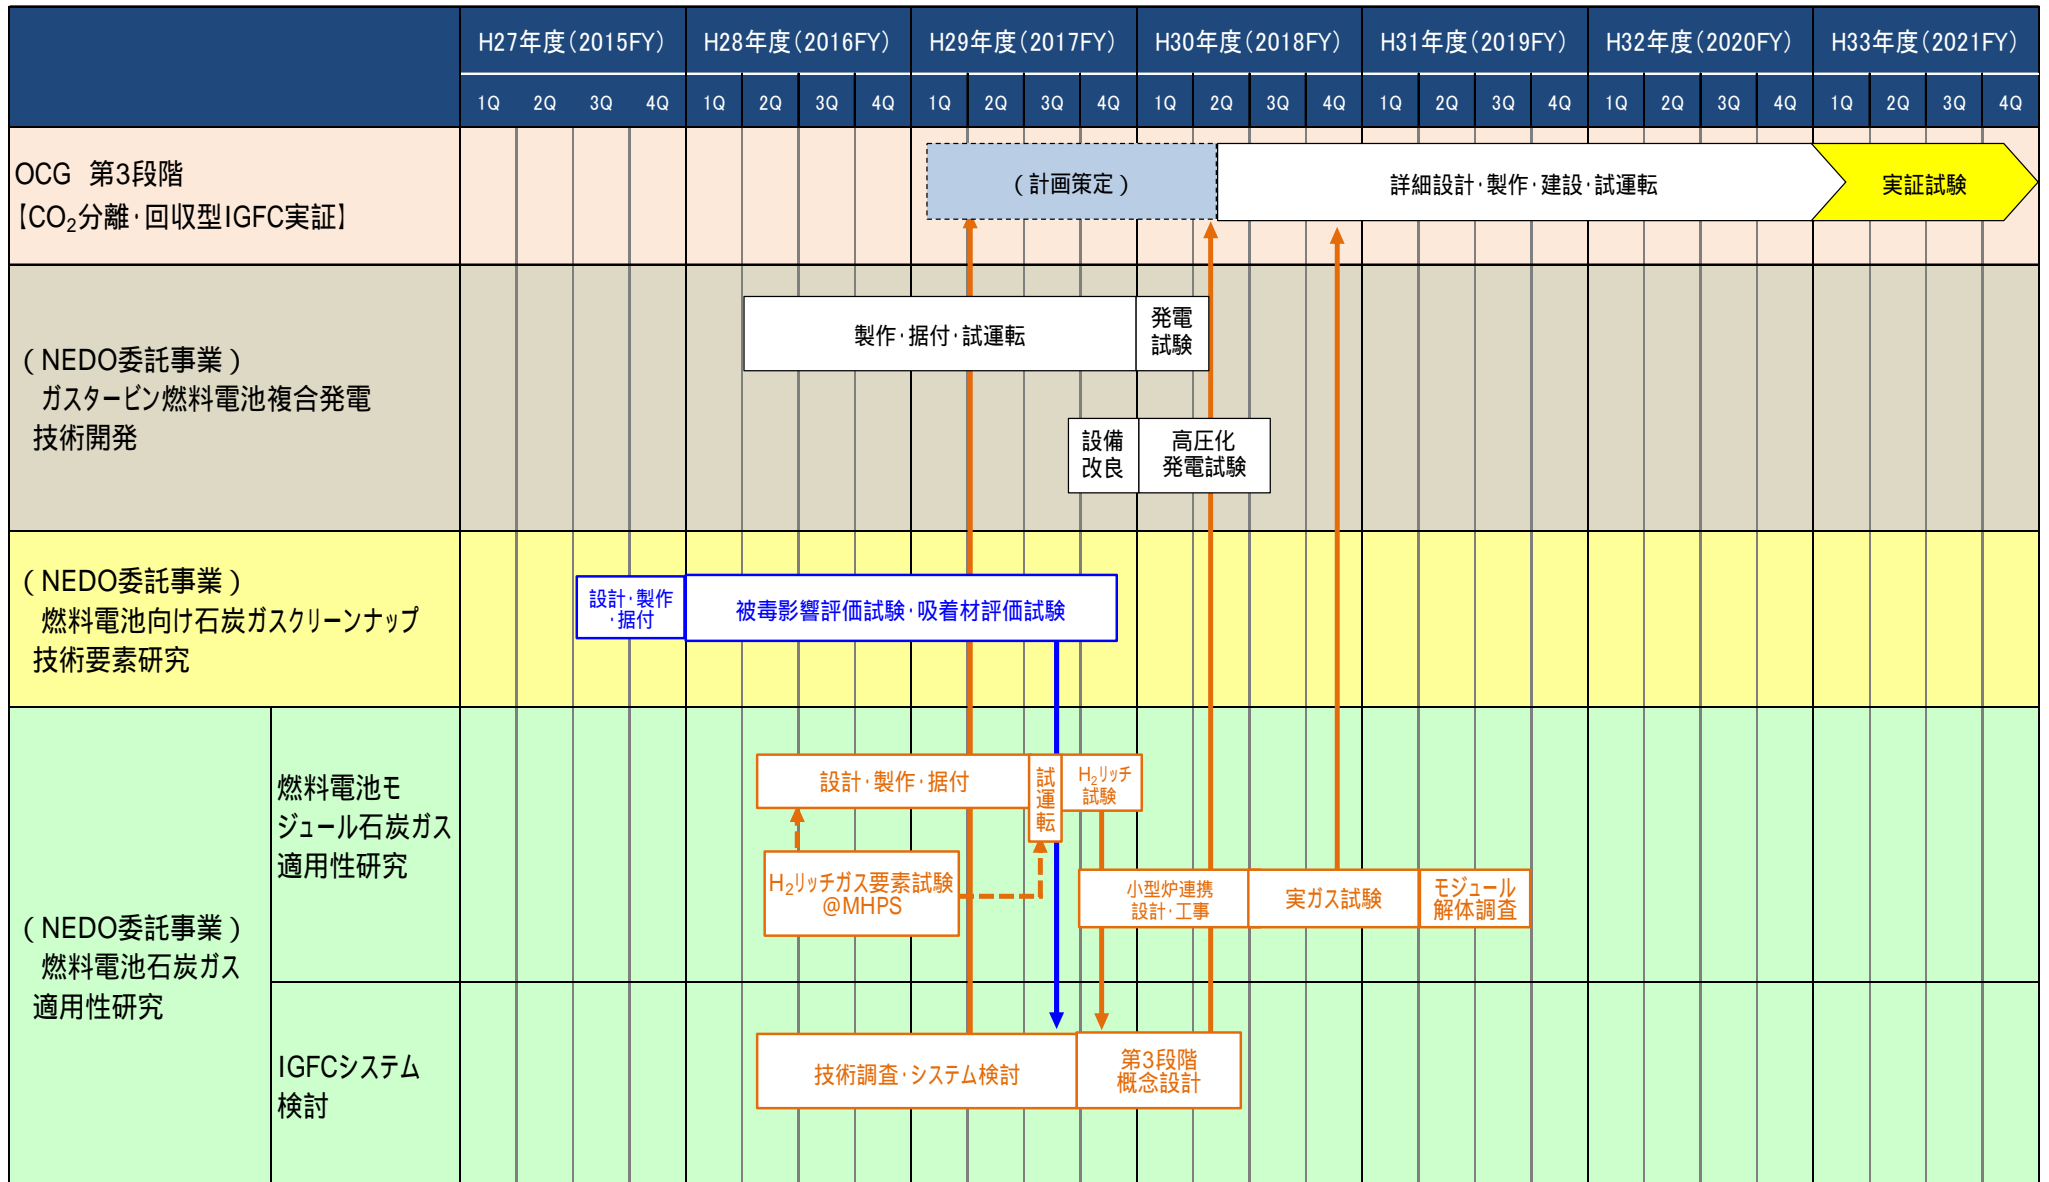 H27年度(2015FY) H28年度(2016FY) H29年度(2017FY) H30年度(2018FY) H31年度(2019FY) H32年度(2020FY) H33年度(2021FY)
1Q 2Q 3Q 4Q 1Q 2Q 3Q 4Q 1Q 2Q 3Q 4Q 1Q 2Q 3Q 4Q 1Q 2Q 3Q 4Q 1Q 2Q 3Q 4Q 1Q 2Q 3Q 4Q
OCG 第3段階
【CO₂分離・回収型IGFC実証】
(計画策定)
詳細設計・製作・建設・試運転
実証試験
(NEDO委託事業)
ガスタービン燃料電池複合発電
技術開発
製作・据付・試運転
発電
試験
設備
改良
高圧化
発電試験
(NEDO委託事業)
燃料電池向け石炭ガスクリーンナップ
技術要素研究
設計・製作
・据付
被毒影響評価試験・吸着材評価試験
(NEDO委託事業)
燃料電池石炭ガス
適用性研究
燃料電池モ
ジュール石炭ガス
適用性研究
設計・製作・据付
試
運
転
H₂リッチ
試験
H₂リッチガス要素試験
@MHPS
小型炉連携
設計・工事
実ガス試験
モジュール
解体調査
IGFCシステム
検討
技術調査・システム検討
第3段階
概念設計